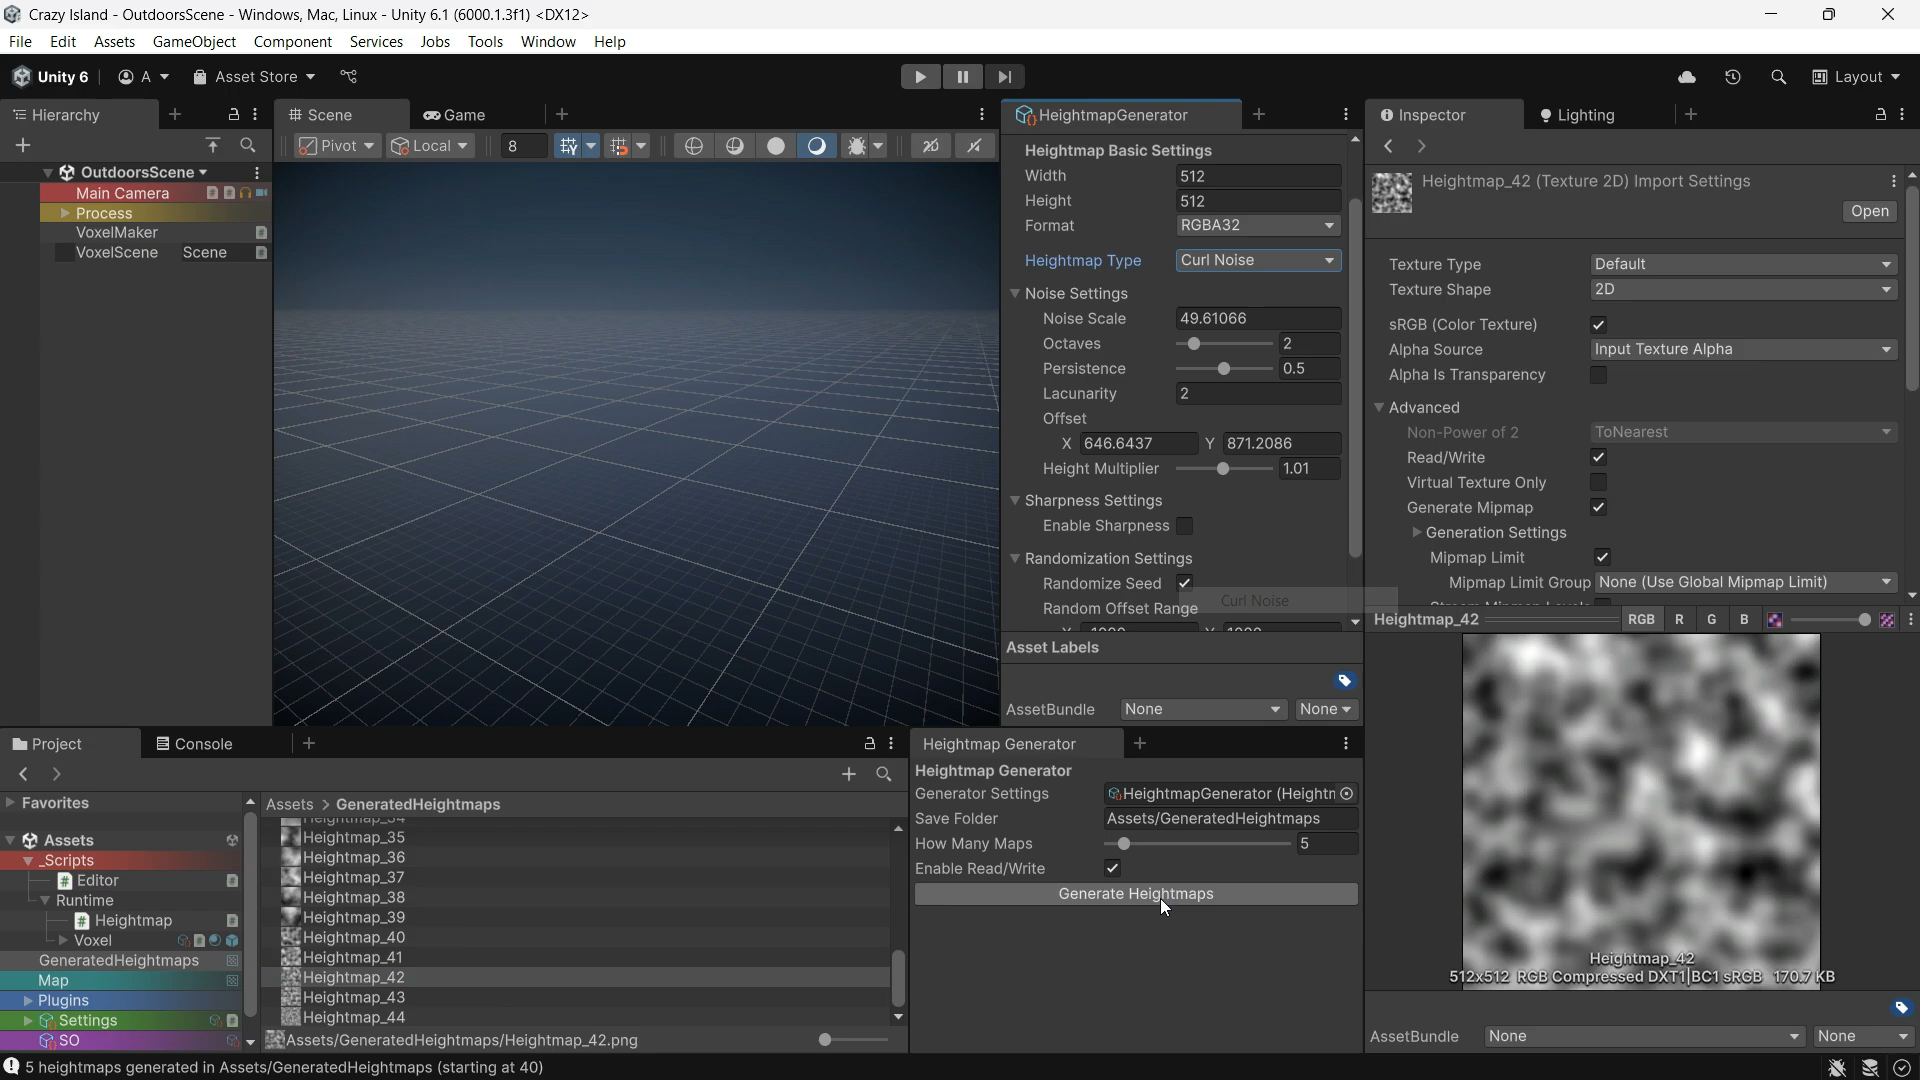 Crazy Island - OutdoorsScene - Windows, Mac, Linux - Unity 6.1 (6000.1.3f1) <DX12>
File Edit Assets GameObject Component Services Jobs Tools Window Help
Unity 6 A Asset Store Layout
Hierarchy
OutdoorsScene
Main Camera
Process
VoxelMaker
VoxelScene Scene
Scene Game
Pivot Local 8
HeightmapGenerator
Heightmap Basic Settings
Width 512
Height 512
Format RGBA32
Heightmap Type Curl Noise
Noise Settings
Noise Scale 49.61066
Octaves 2
Persistence 0.5
Lacunarity 2
Offset
X 646.6437 Y 871.2086
Height Multiplier 1.01
Sharpness Settings
Enable Sharpness
Randomization Settings
Randomize Seed
Curl Noise
Random Offset Range
X -1000 Y 1000
Asset Labels
AssetBundle None None
Inspector Lighting
Heightmap_42 (Texture 2D) Import Settings
Open
Texture Type Default
Texture Shape 2D
sRGB (Color Texture)
Alpha Source Input Texture Alpha
Alpha Is Transparency
Advanced
Non-Power of 2 ToNearest
Read/Write
Virtual Texture Only
Generate Mipmap
Generation Settings
Mipmap Limit
Mipmap Limit Group None (Use Global Mipmap Limit)
Heightmap_42 RGB R G B
Heightmap_42
512x512 RGB Compressed DXT1|BC1 sRGB 170.7 KB
AssetBundle None None
Project Console
Favorites
Assets
_Scripts
Editor
Runtime
Heightmap
Voxel
GeneratedHeightmaps
Map
Plugins
Settings
SO
Assets > GeneratedHeightmaps
Heightmap_34
Heightmap_35
Heightmap_36
Heightmap_37
Heightmap_38
Heightmap_39
Heightmap_40
Heightmap_41
Heightmap_42
Heightmap_43
Heightmap_44
Assets/GeneratedHeightmaps/Heightmap_42.png
Heightmap Generator
Heightmap Generator
Generator Settings HeightmapGenerator (Heightn
Save Folder Assets/GeneratedHeightmaps
How Many Maps 5
Enable Read/Write
Generate Heightmaps
5 heightmaps generated in Assets/GeneratedHeightmaps (starting at 40)